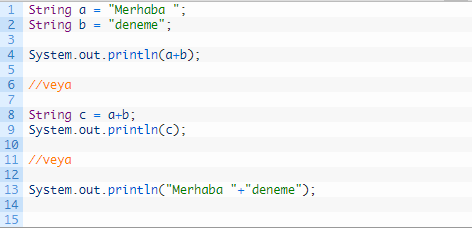 1 String a = "Merhaba ";
2 String b = "deneme";
3
4 System.out.println(a+b);
5
6 //veya
7
8 String c = a+b;
9 System.out.println(c);
10
11 //veya
12
13 System.out.println("Merhaba "+"deneme");
14
15